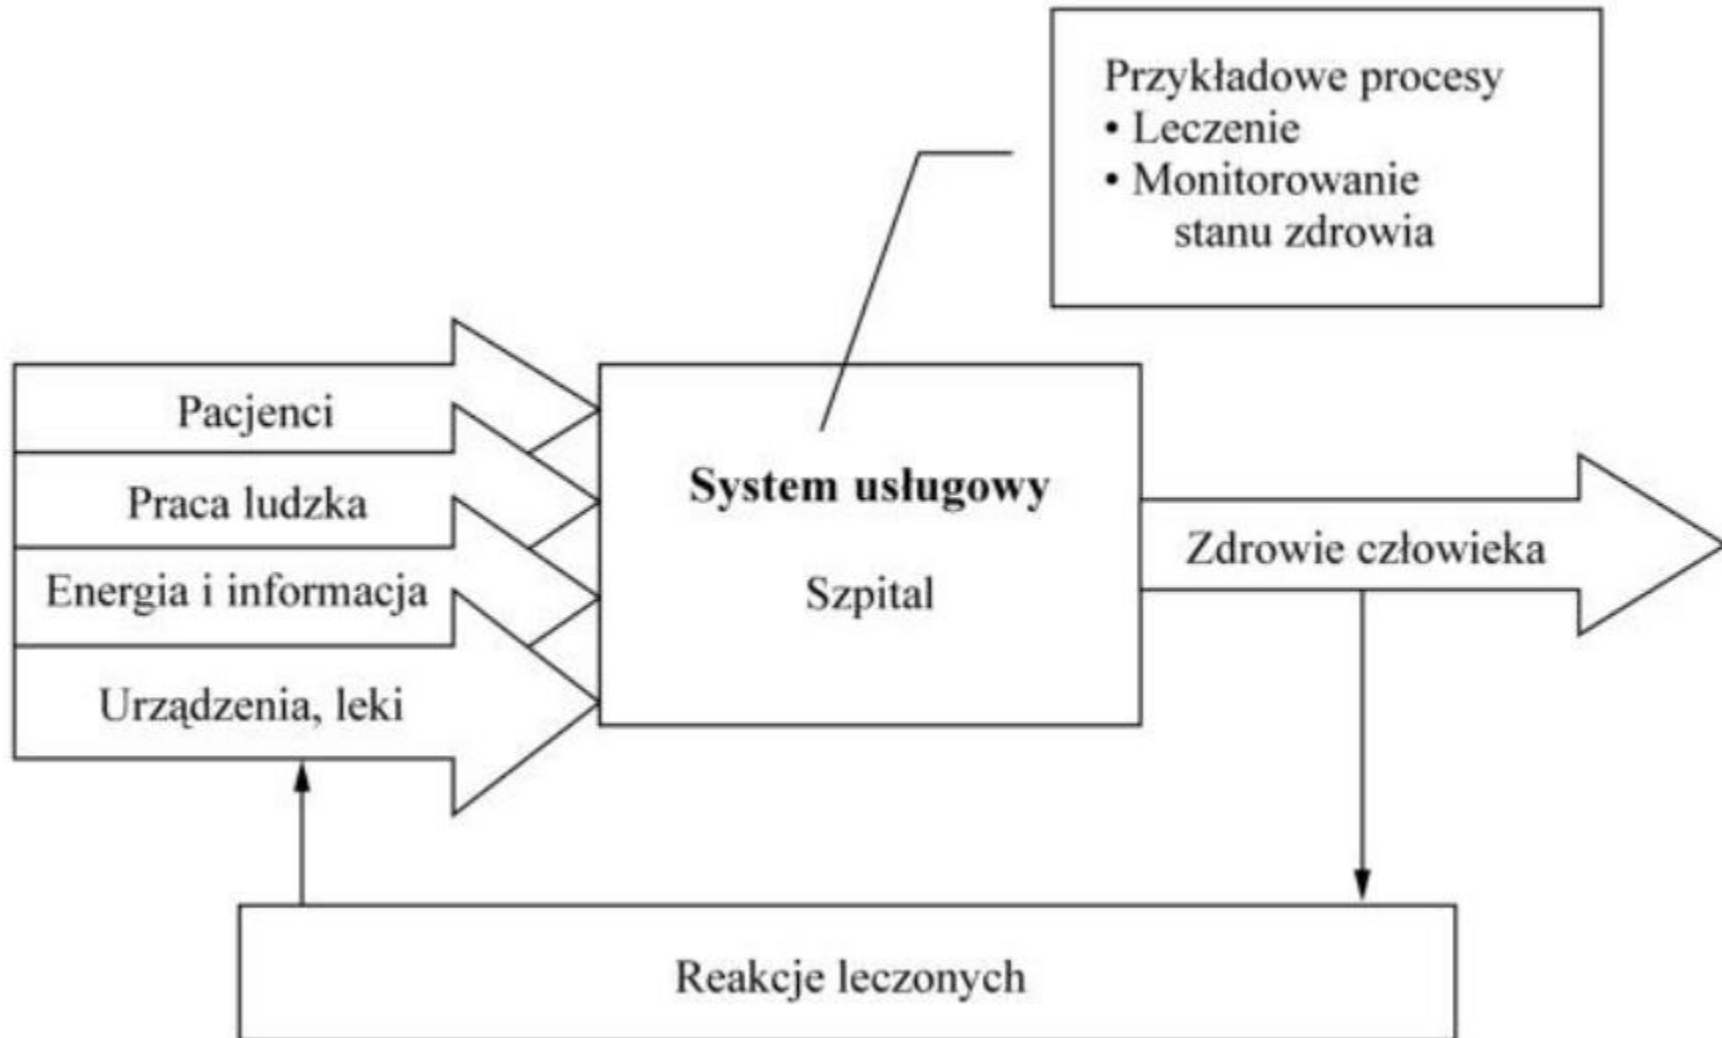 Przykładowe procesy
• Leczenie
• Monitorowanie
stanu zdrowia
Pacjenci
Praca ludzka
Energia i informacja
Urządzenia, leki
System usługowy
Szpital
Zdrowie człowieka
Reakcje leczonych